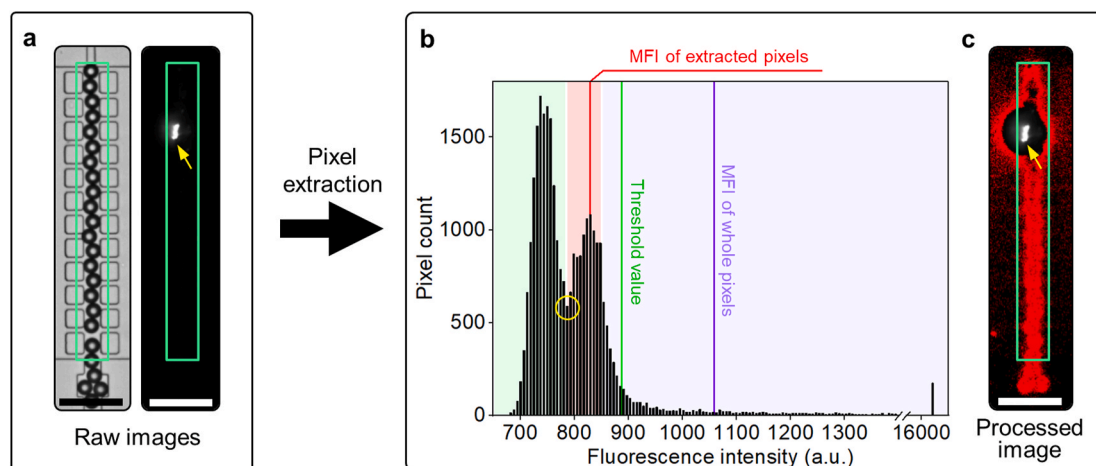 a
Raw images
Pixel
extraction
b
MFI of extracted pixels
Pixel count
1500
1000
500
0
Threshold value
MFI of whole pixels
700 800 900 1000 1100 1200 1300 16000
Fluorescence intensity (a.u.)
c
Processed
image